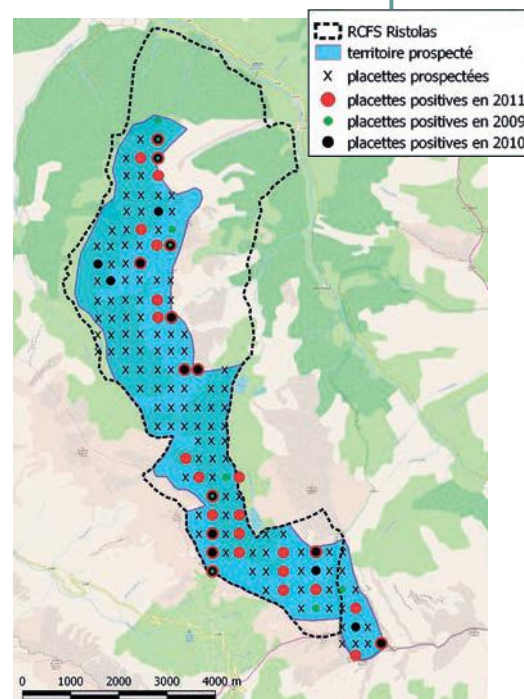 RCFS Ristolas
territoire prospecté
x placettes prospectées
placettes positives en 2011
placettes positives en 2009
placettes positives en 2010
0 1000 2000 3000 4000 m